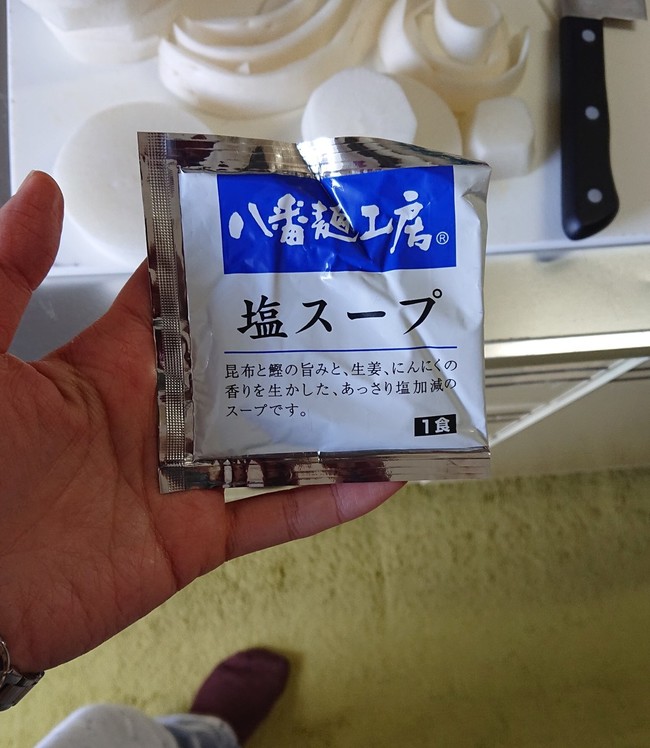 八番麺工房®
塩スープ
昆布と鰹の旨みと、生姜、にんにくの
香りを生かした、あっさり塩加減の
スープです。
1食